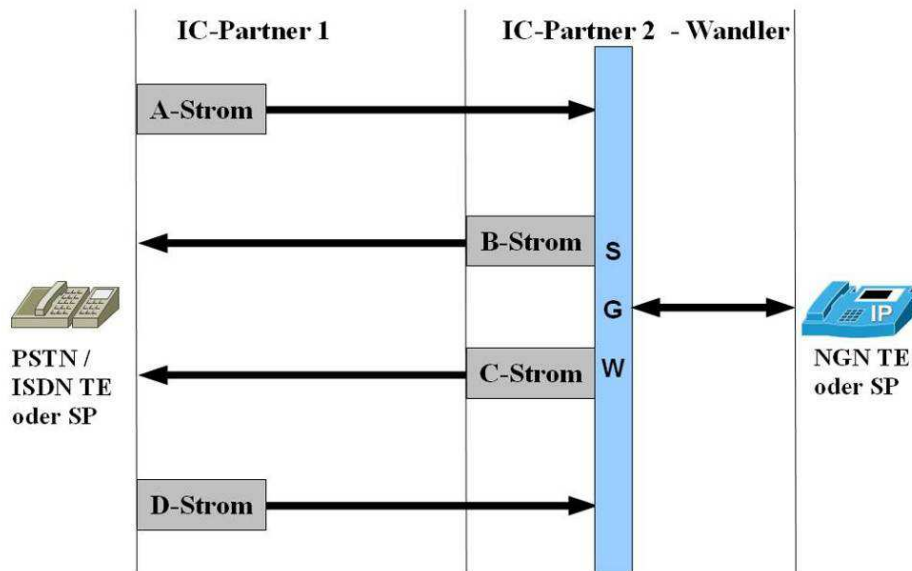 IC-Partner 1
IC-Partner 2 - Wandler
A-Strom
B-Strom
S
G
W
IP
PSTN /
ISDN TE
oder SP
NGN TE
oder SP
C-Strom
D-Strom